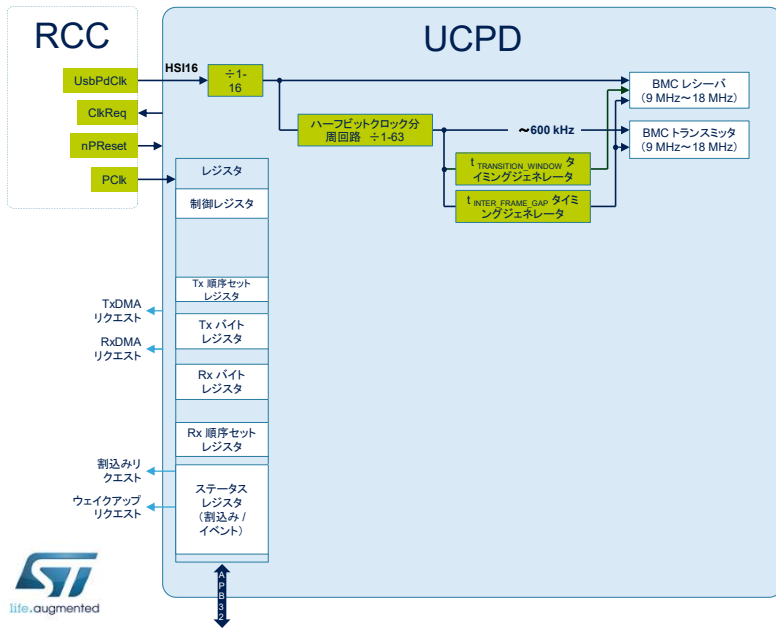 RCC
UCPD
UsbPdClk
HSI16
÷1-
16
ClkReq
nPReset
PClk
ハーフビットクロック分
周回路 ÷1-63
~600 kHz
BMC レシーバ
(9 MHz~18 MHz)
BMC トランスミッタ
(9 MHz~18 MHz)
t TRANSITION_WINDOW タ
イミングジェネレータ
t INTER_FRAME_GAP タイミ
ングジェネレータ
レジスタ
制御レジスタ
Tx 順序セット
レジスタ
TxDMA
リクエスト
Tx バイト
レジスタ
RxDMA
リクエスト
Rx バイト
レジスタ
Rx 順序セット
レジスタ
割込みリ
クエスト
ウェイクアップ
リクエスト
ステータス
レジスタ
(割込み /
イベント)
APB32
ST
life.augmented